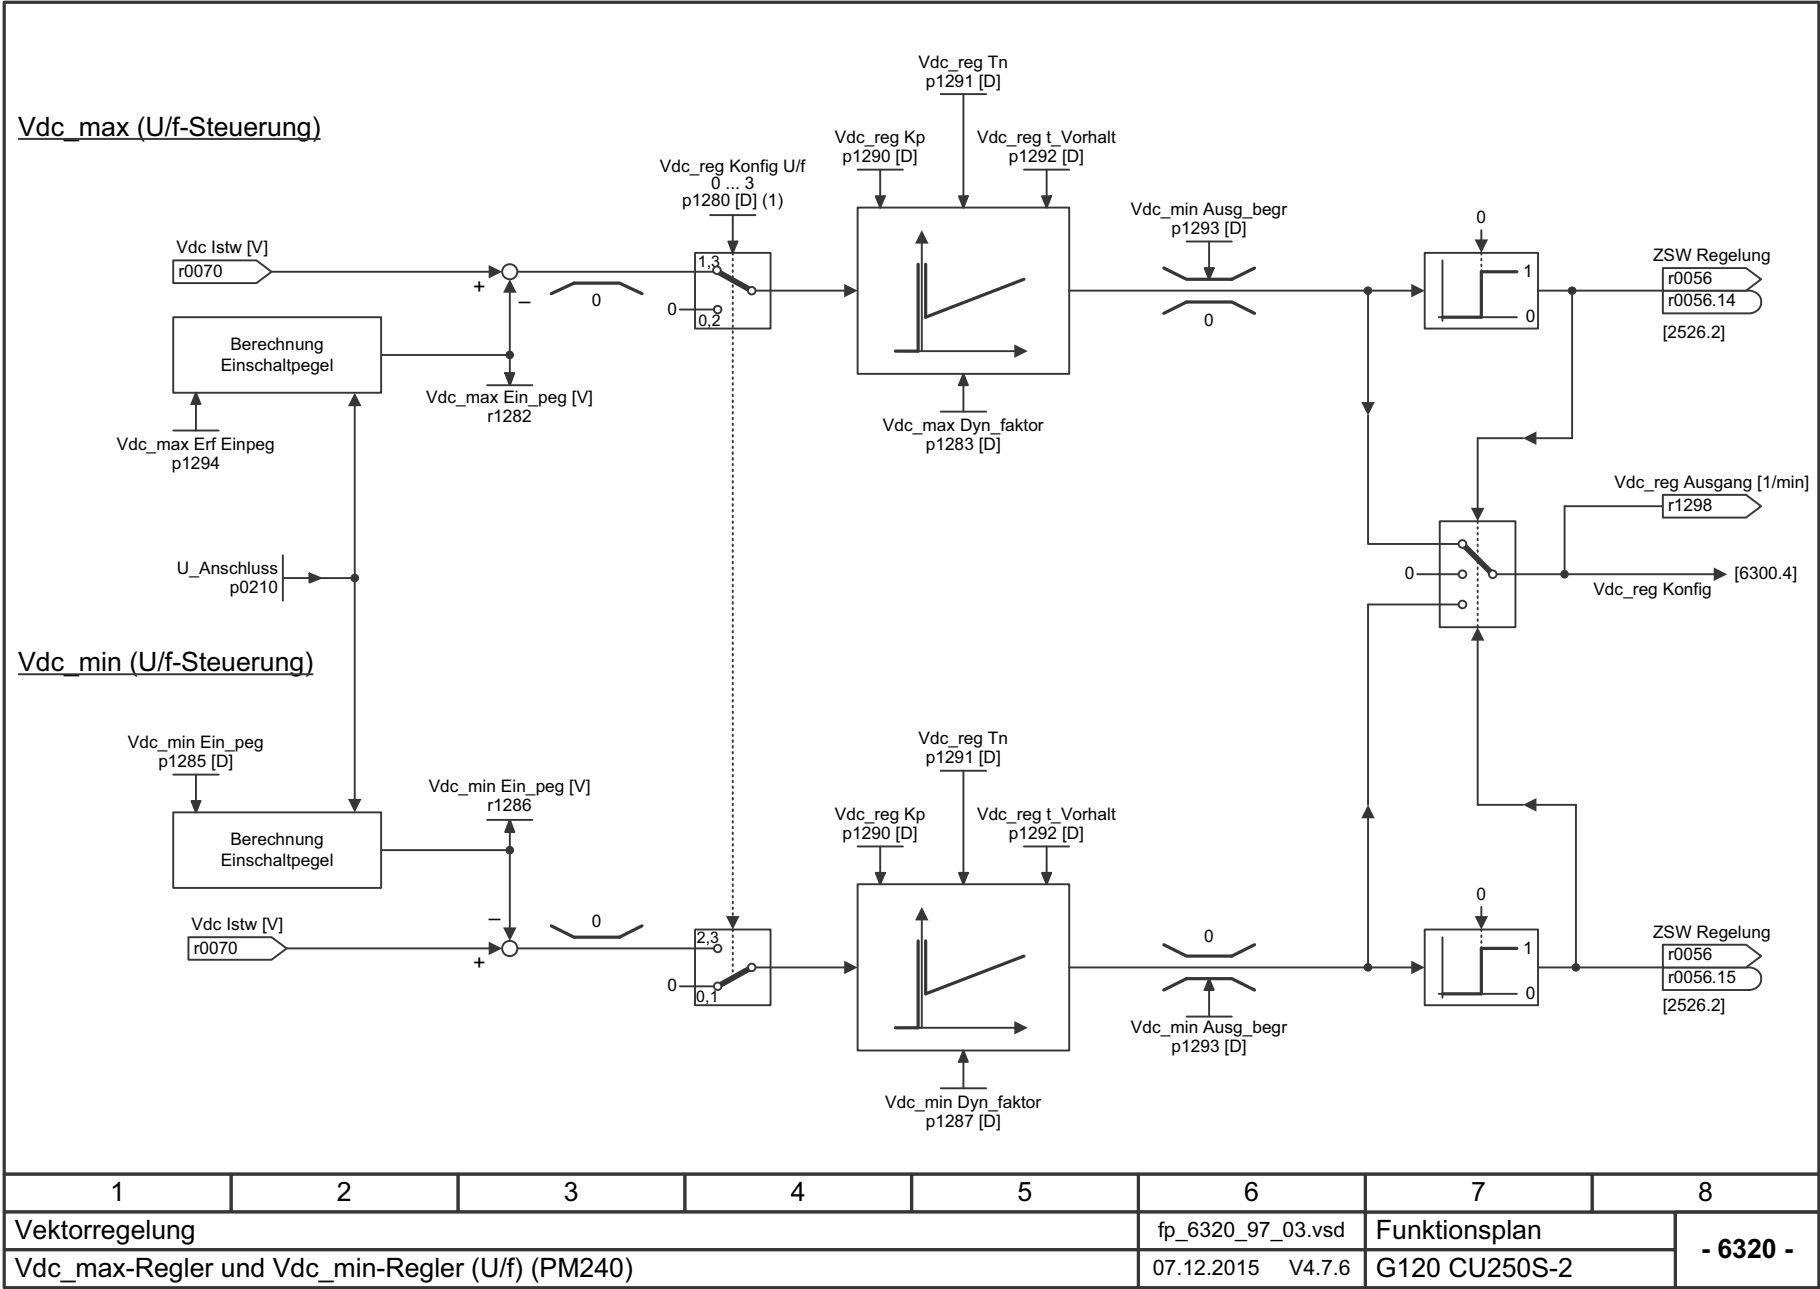 Vdc_max (U/f-Steuerung)
Vdc_reg Tn
p1291 [D]
Vdc_reg Kp
p1290 [D]
Vdc_reg t_Vorhalt
p1292 [D]
Vdc_reg Konfig U/f
0 ... 3
p1280 [D] (1)
Vdc_min Ausg_begr
p1293 [D]
0
Vdc Istw [V]
r0070
+
–
0
1,3
0
0,2
0
1
0
ZSW Regelung
r0056
r0056.14
[2526.2]
Berechnung
Einschaltpegel
Vdc_max Ein_peg [V]
r1282
Vdc_max Erf Einpeg
p1294
Vdc_max Dyn_faktor
p1283 [D]
Vdc_reg Ausgang [1/min]
r1298
U_Anschluss
p0210
0
[6300.4]
Vdc_reg Konfig
Vdc_min (U/f-Steuerung)
Vdc_min Ein_peg
p1285 [D]
Vdc_min Ein_peg [V]
r1286
Vdc_reg Tn
p1291 [D]
Vdc_reg Kp
p1290 [D]
Vdc_reg t_Vorhalt
p1292 [D]
Berechnung
Einschaltpegel
0
Vdc Istw [V]
r0070
–
+
0
2,3
0
0,1
0
1
0
ZSW Regelung
r0056
r0056.15
[2526.2]
Vdc_min Ausg_begr
p1293 [D]
Vdc_min Dyn_faktor
p1287 [D]
1 2 3 4 5 6 7 8
Vektorregelung
fp_6320_97_03.vsd
Funktionsplan
- 6320 -
Vdc_max-Regler und Vdc_min-Regler (U/f) (PM240)
07.12.2015 V4.7.6
G120 CU250S-2